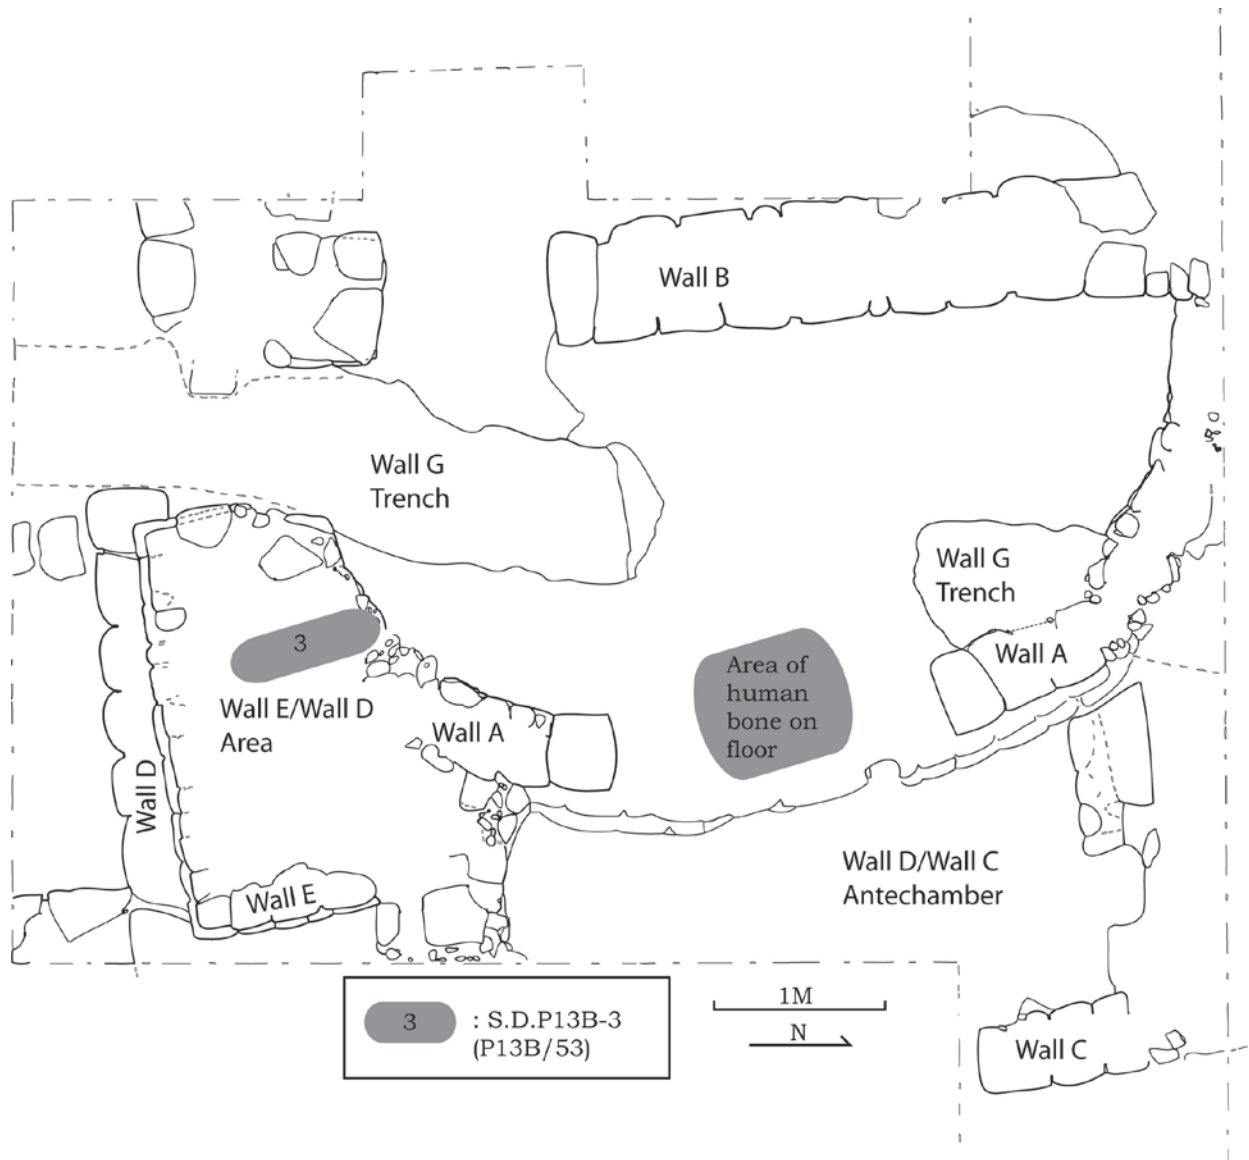 Wall B
Wall G
Trench
Wall G
Trench
3
Wall E/Wall D
Area
Wall A
Area of
human
bone on
floor
Wall A
Wall D
Wall E
Wall D/Wall C
Antechamber
3
: S.D.P13B-3
(P13B/53)
1M
N
Wall C